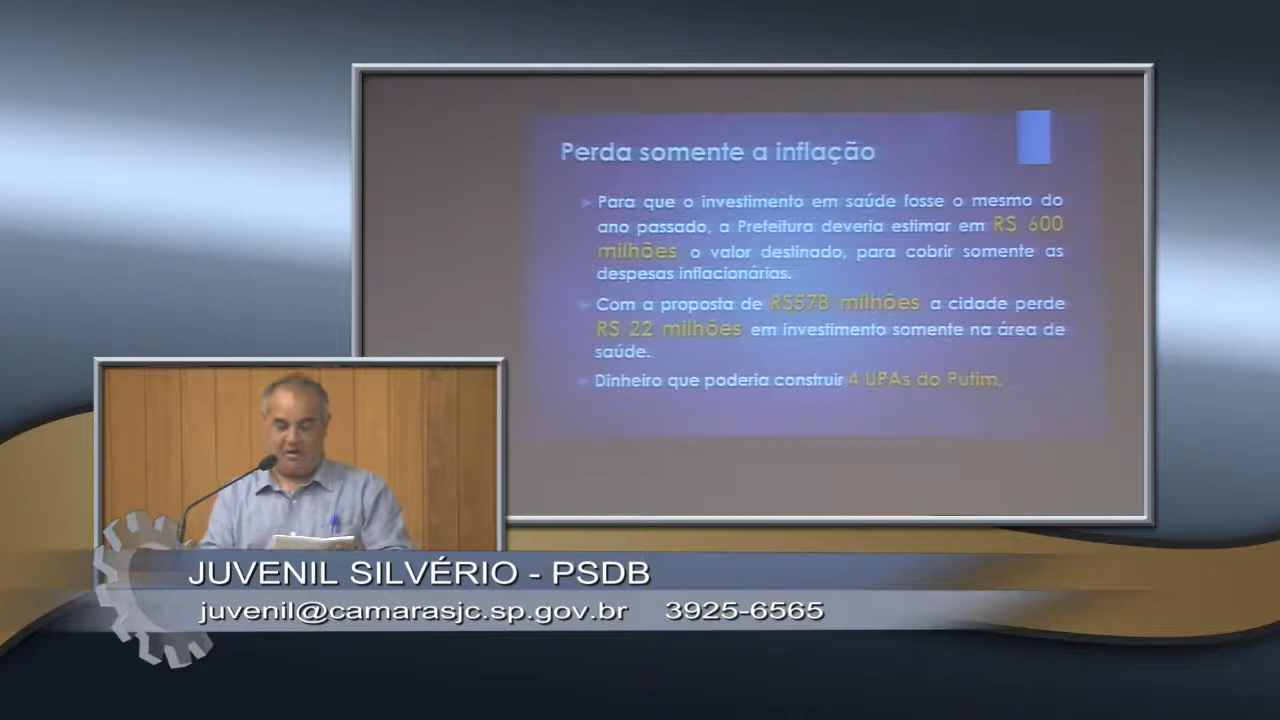 Perda somente a inflação
Para que o investimento em saúde fosse o mesmo do
ano passado, a Prefeitura deveria estimar em RS 600
milhões o valor destinado, para cobrir somente as
despesas inflacionárias.
Com a proposta de RS578 milhões a cidade perde
RS 22 milhões em investimento somente na área de
saúde.
Dinheiro que poderia construir 4 UPAs do Putim.
JUVENIL SILVÉRIO - PSDB
juvenil@camarasjc.sp.gov.br 3925-6565